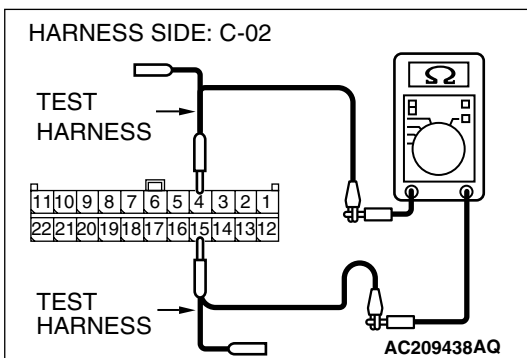 HARNESS SIDE: C-02
TEST
HARNESS
Ω
11 10 9 8 7 6 5 4 3 2 1
22 21 20 19 18 17 16 15 14 13 12
TEST
HARNESS
AC209438AQ